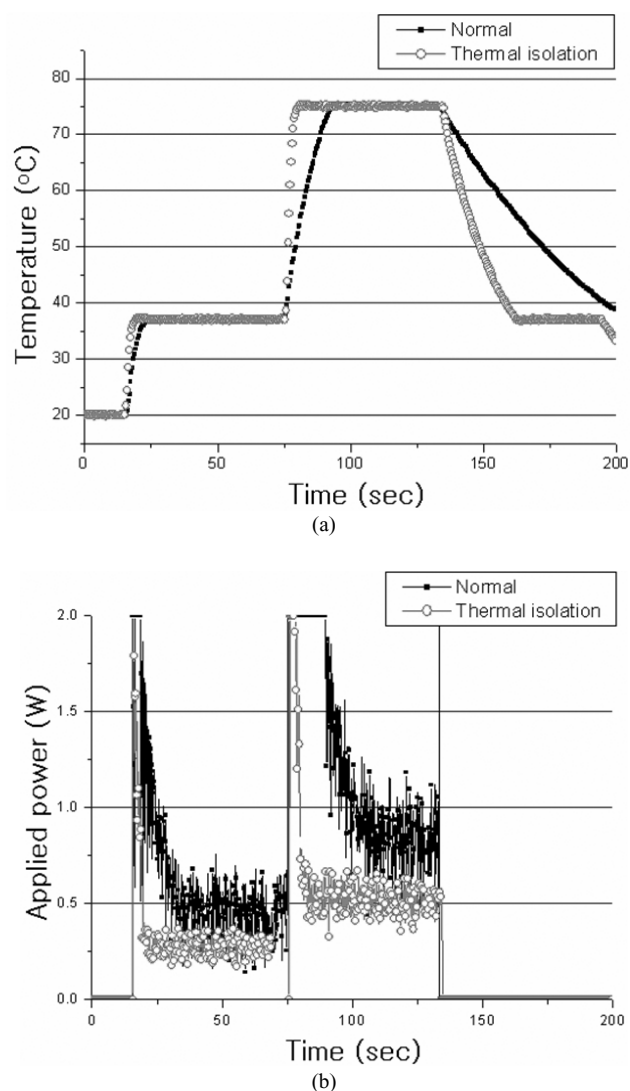 Normal
Thermal isolation
80
70
60
50
40
30
20
Temperature (oC)
0
50
100
150
200
Time (sec)
(a)
Normal
Thermal isolation
2.0
1.5
1.0
0.5
0.0
Applied power (W)
0
50
100
150
200
Time (sec)
(b)